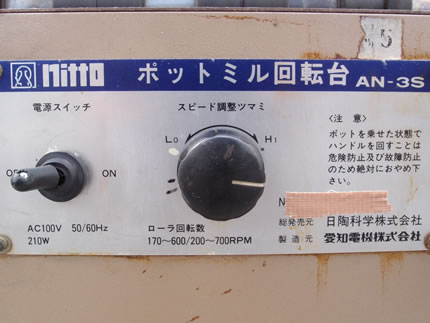 5
nitto ポットミル回転台 AN-3S
電源スイッチ
OFF
ON
AC100V 50/60Hz
210W
スピード調整ツマミ
Lo
Hi
ローラ回転数
170～600/200～700RPM
〈注 意〉
ポットを乗せた状態で
ハンドルを回すことは
危険防止及び故障防止
のため絶対におやめ下
さい。
総発売元 日陶科学株式会社
製造元 愛知電機株式会社